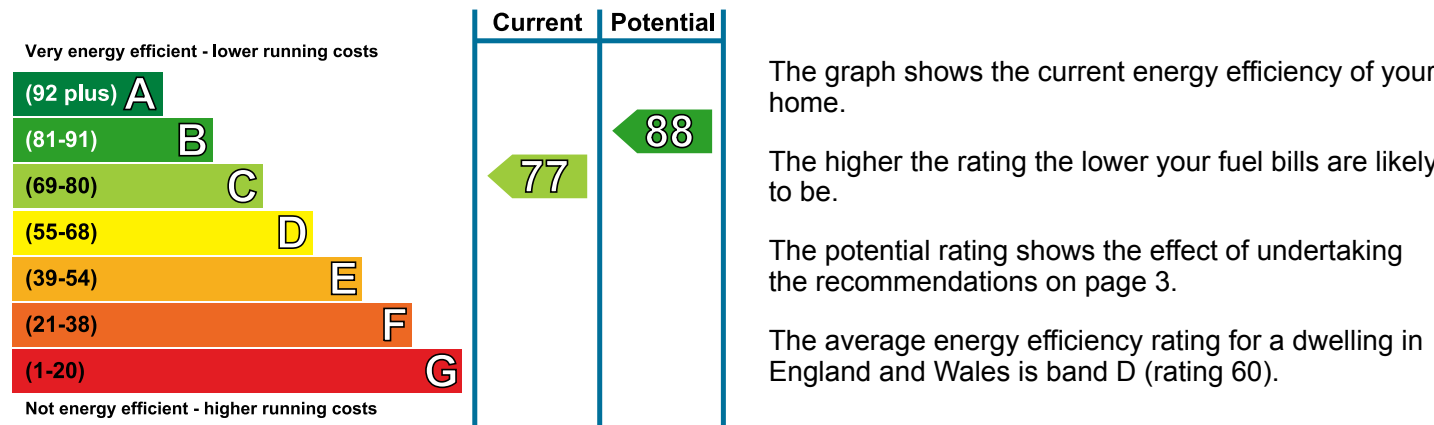 Current Potential
Very energy efficient - lower running costs
(92 plus) A
(81-91) B
88
(69-80) C
77
(55-68) D
(39-54) E
(21-38) F
(1-20) G
Not energy efficient - higher running costs
The graph shows the current energy efficiency of your
home.
The higher the rating the lower your fuel bills are likely
to be.
The potential rating shows the effect of undertaking
the recommendations on page 3.
The average energy efficiency rating for a dwelling in
England and Wales is band D (rating 60).